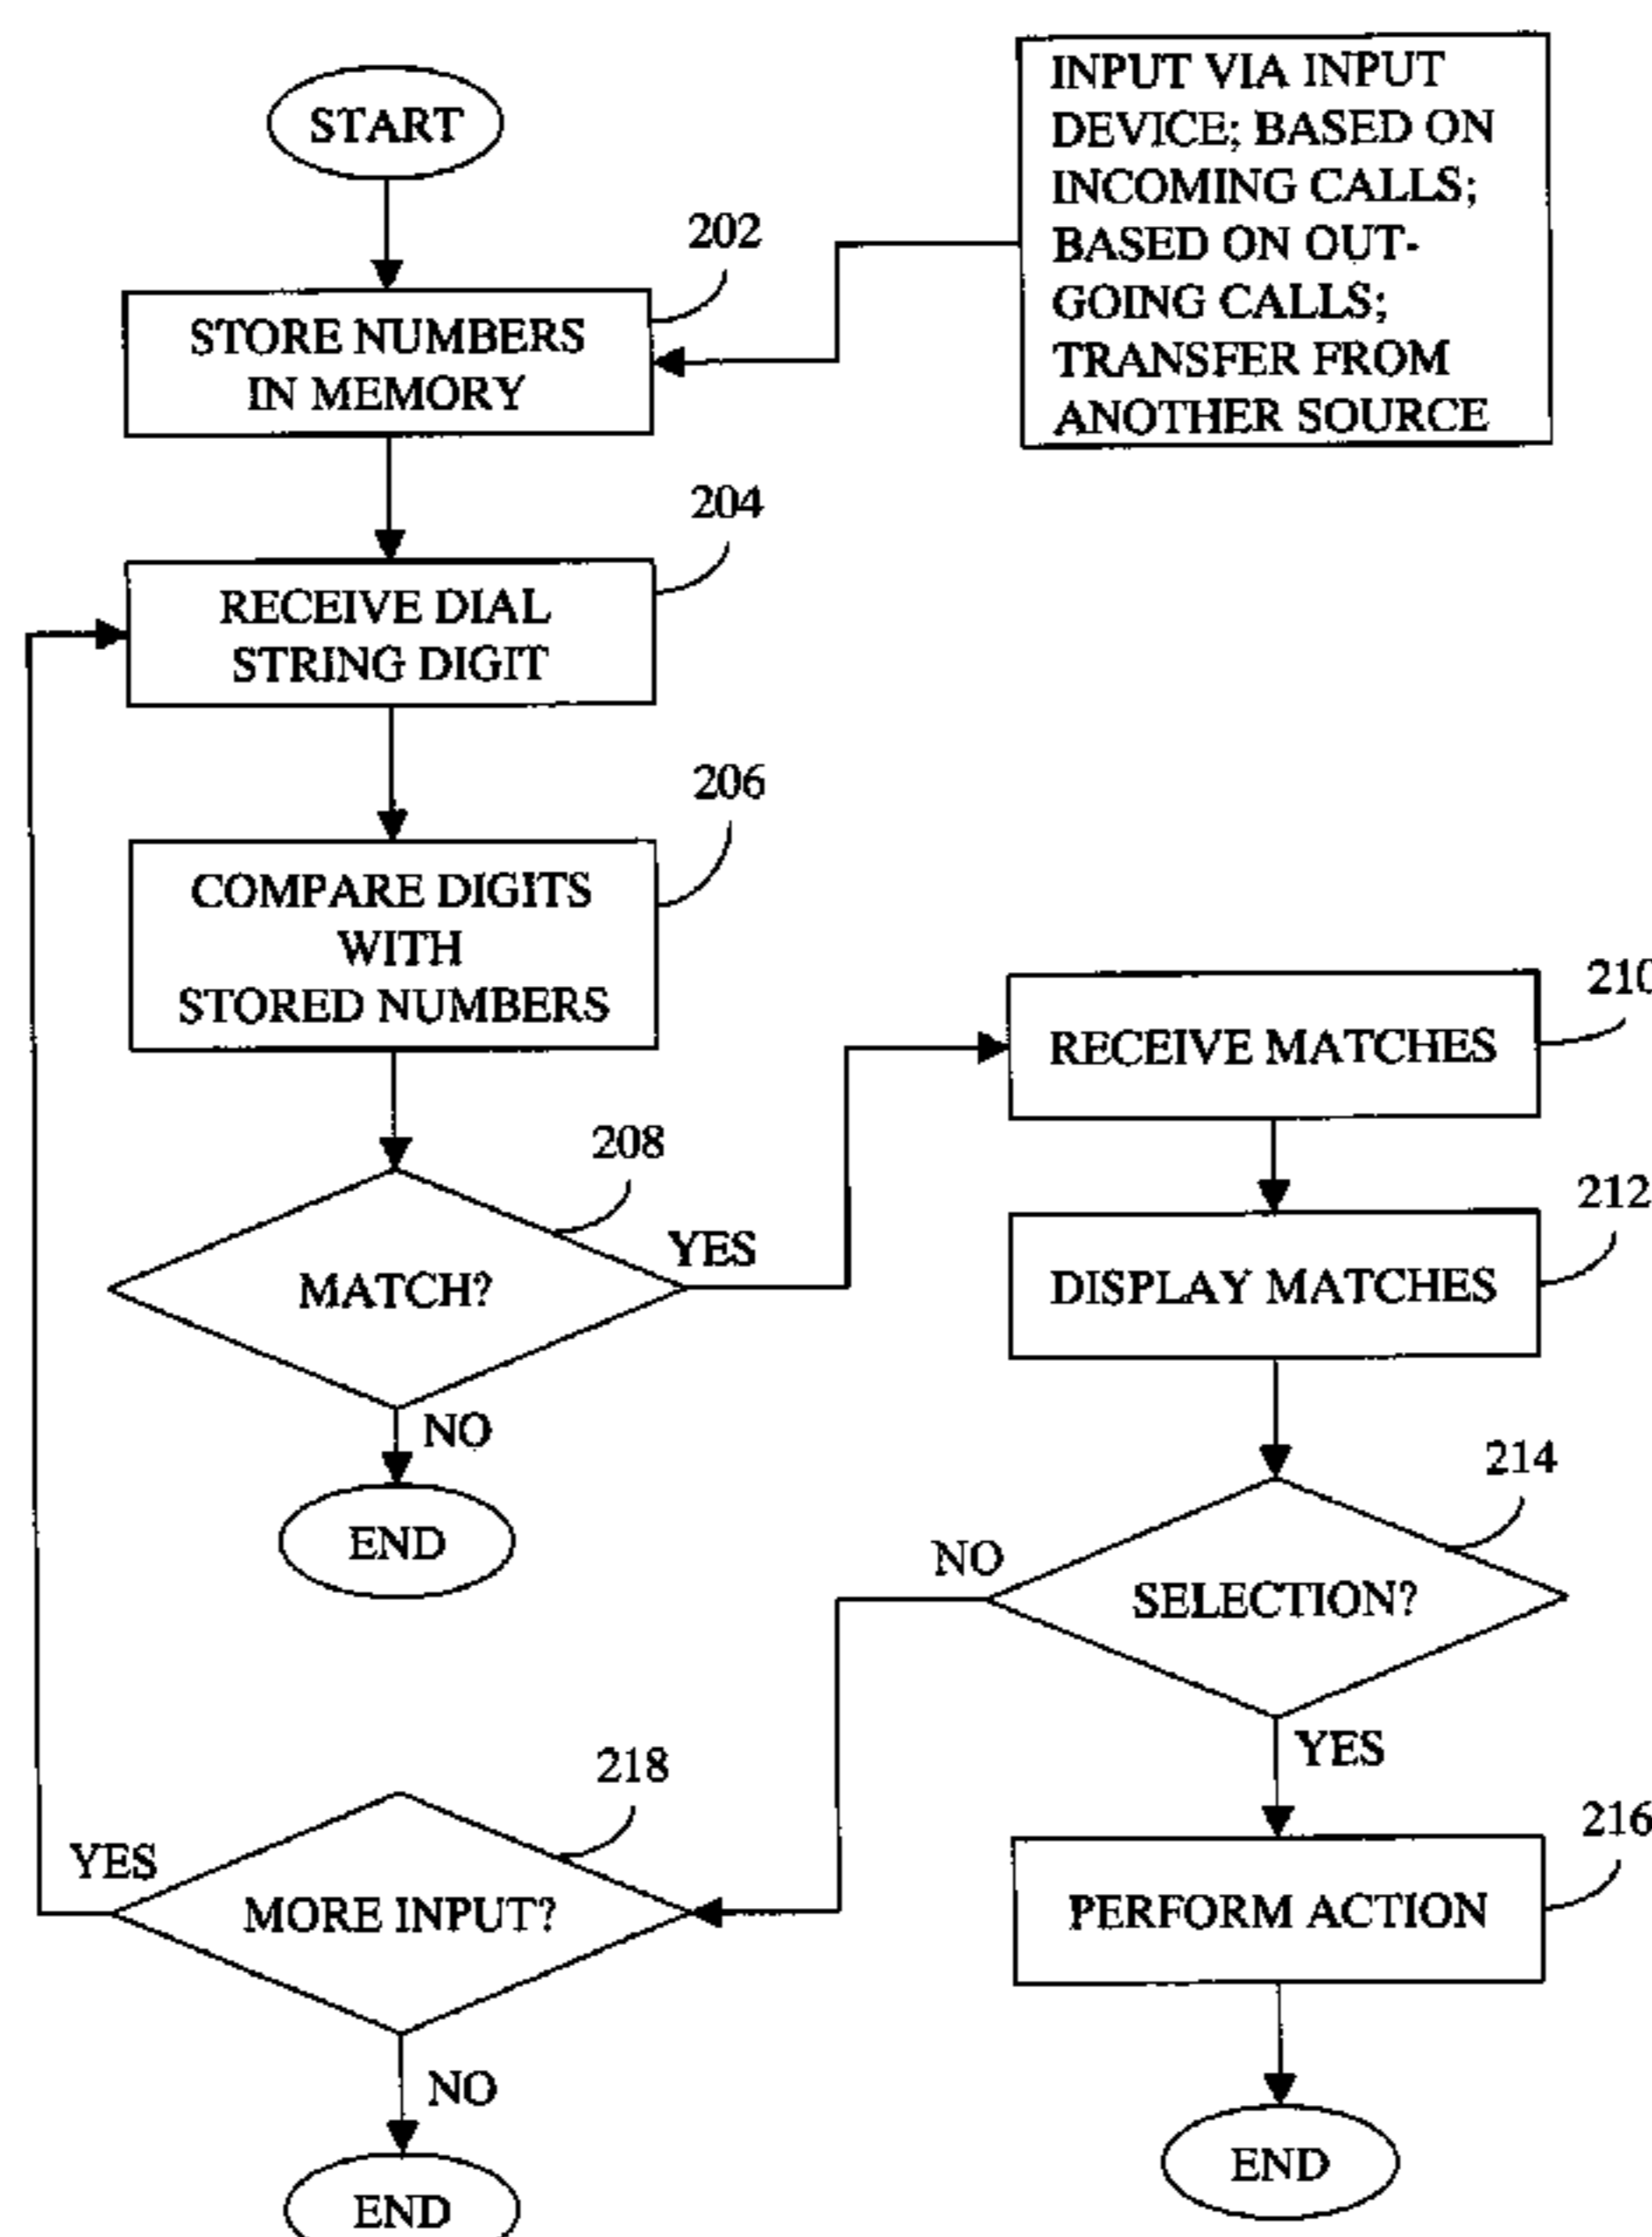 START
INPUT VIA INPUT
DEVICE; BASED ON
INCOMING CALLS;
BASED ON OUT-
GOING CALLS;
TRANSFER FROM
ANOTHER SOURCE
202
STORE NUMBERS
IN MEMORY
204
RECEIVE DIAL
STRING DIGIT
206
COMPARE DIGITS
WITH
STORED NUMBERS
208
MATCH?
YES
NO
END
210
RECEIVE MATCHES
212
DISPLAY MATCHES
214
SELECTION?
NO
YES
216
PERFORM ACTION
END
218
MORE INPUT?
YES
NO
END